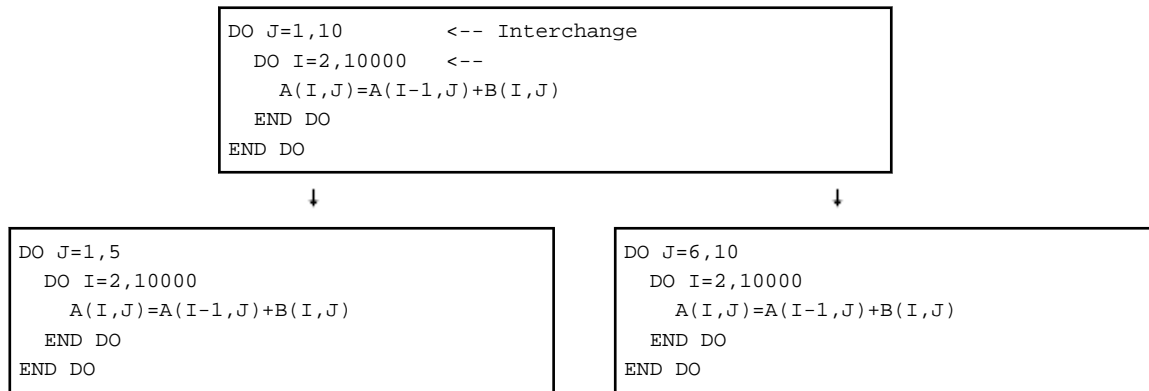 DO J=1,10          <-- Interchange
  DO I=2,10000   <--
    A(I,J)=A(I-1,J)+B(I,J)
  END DO
END DO
↓ ↓
DO J=1,5
  DO I=2,10000
    A(I,J)=A(I-1,J)+B(I,J)
  END DO
END DO
DO J=6,10
  DO I=2,10000
    A(I,J)=A(I-1,J)+B(I,J)
  END DO
END DO